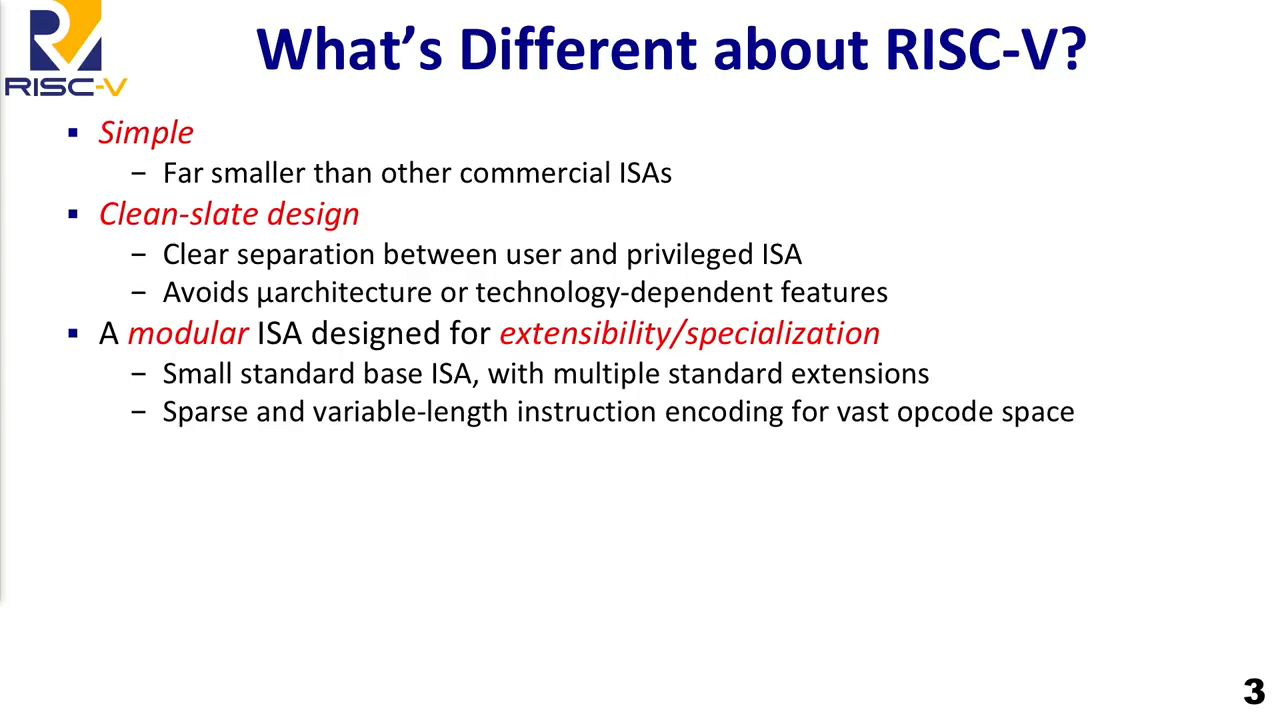 RISC-V
What's Different about RISC-V?
▪ Simple
– Far smaller than other commercial ISAs
▪ Clean-slate design
– Clear separation between user and privileged ISA
– Avoids µarchitecture or technology-dependent features
▪ A modular ISA designed for extensibility/specialization
– Small standard base ISA, with multiple standard extensions
– Sparse and variable-length instruction encoding for vast opcode space
3